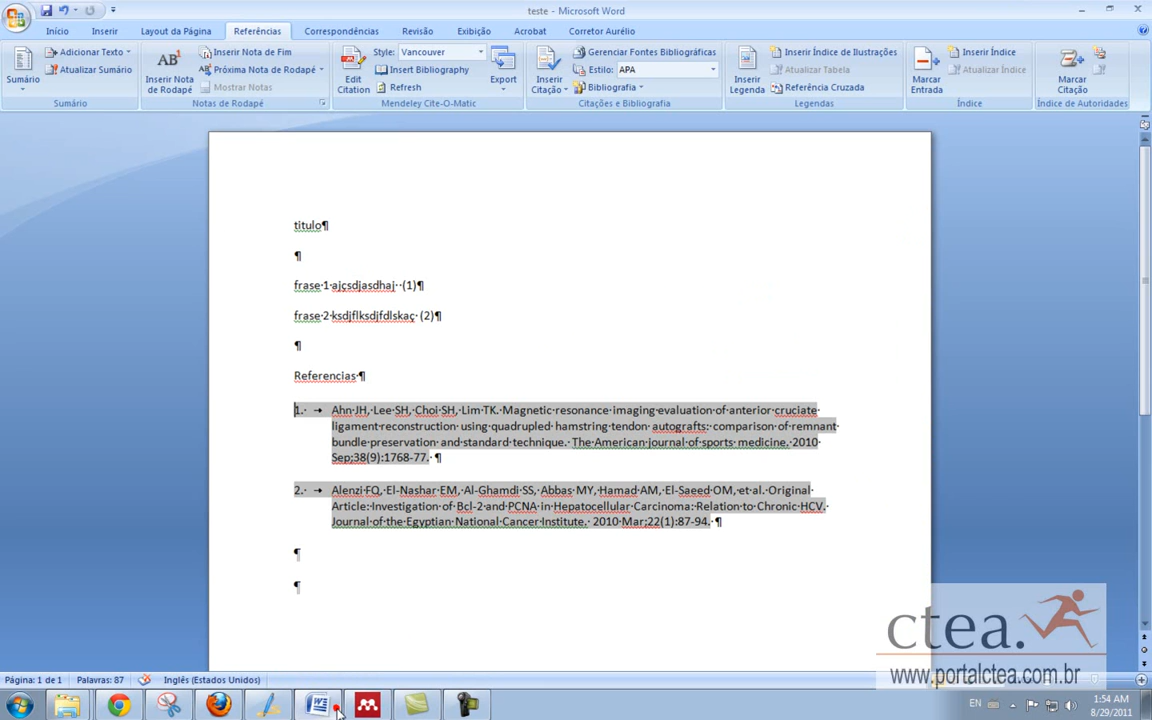 teste - Microsoft Word
Início Inserir Layout da Página Referências Correspondências Revisão Exibição Acrobat Corretor Aurélio
Sumário
Adicionar Texto
Atualizar Sumário
Sumário
AB¹
Inserir Nota de Rodapé
Inserir Nota de Fim
Próxima Nota de Rodapé
Mostrar Notas
Notas de Rodapé
Edit Citation
Style: Vancouver
Insert Bibliography
Refresh
Export
Mendeley Cite-O-Matic
Inserir Citação
Gerenciar Fontes Bibliográficas
Estilo: APA
Bibliografia
Citações e Bibliografia
Inserir Legenda
Inserir Índice de Ilustrações
Atualizar Tabela
Referência Cruzada
Legendas
Marcar Entrada
Inserir Índice
Atualizar Índice
Índice
Marcar Citação
Índice de Autoridades
titulo¶
¶
frase·1·ajçsdjasdhaj··(1)¶
frase·2·ksdjflksdjfdlskaç·(2)¶
¶
Referencias·¶
1.· → Ahn·JH,·Lee·SH,·Choi·SH,·Lim·TK.·Magnetic·resonance·imaging·evaluation·of·anterior·cruciate·
ligament·reconstruction·using·quadrupled·hamstring·tendon·autografts:·comparison·of·remnant·
bundle·preservation·and·standard·technique.·The·American·journal·of·sports·medicine.·2010·
Sep;38(9):1768-77.·¶
2.· → Alenzi·FQ,·El-Nashar·EM,·Al-Ghamdi·SS,·Abbas·MY,·Hamad·AM,·El-Saeed·OM,·et·al.·Original·
Article:·Investigation·of·Bcl-2·and·PCNA·in·Hepatocellular·Carcinoma:·Relation·to·Chronic·HCV.·
Journal·of·the·Egyptian·National·Cancer·Institute.·2010·Mar;22(1):87-94.·¶
¶
¶
ctea.
www.portalctea.com.br
Página: 1 de 1 Palavras: 87 Inglês (Estados Unidos)
EN
1:54 AM
8/29/2011